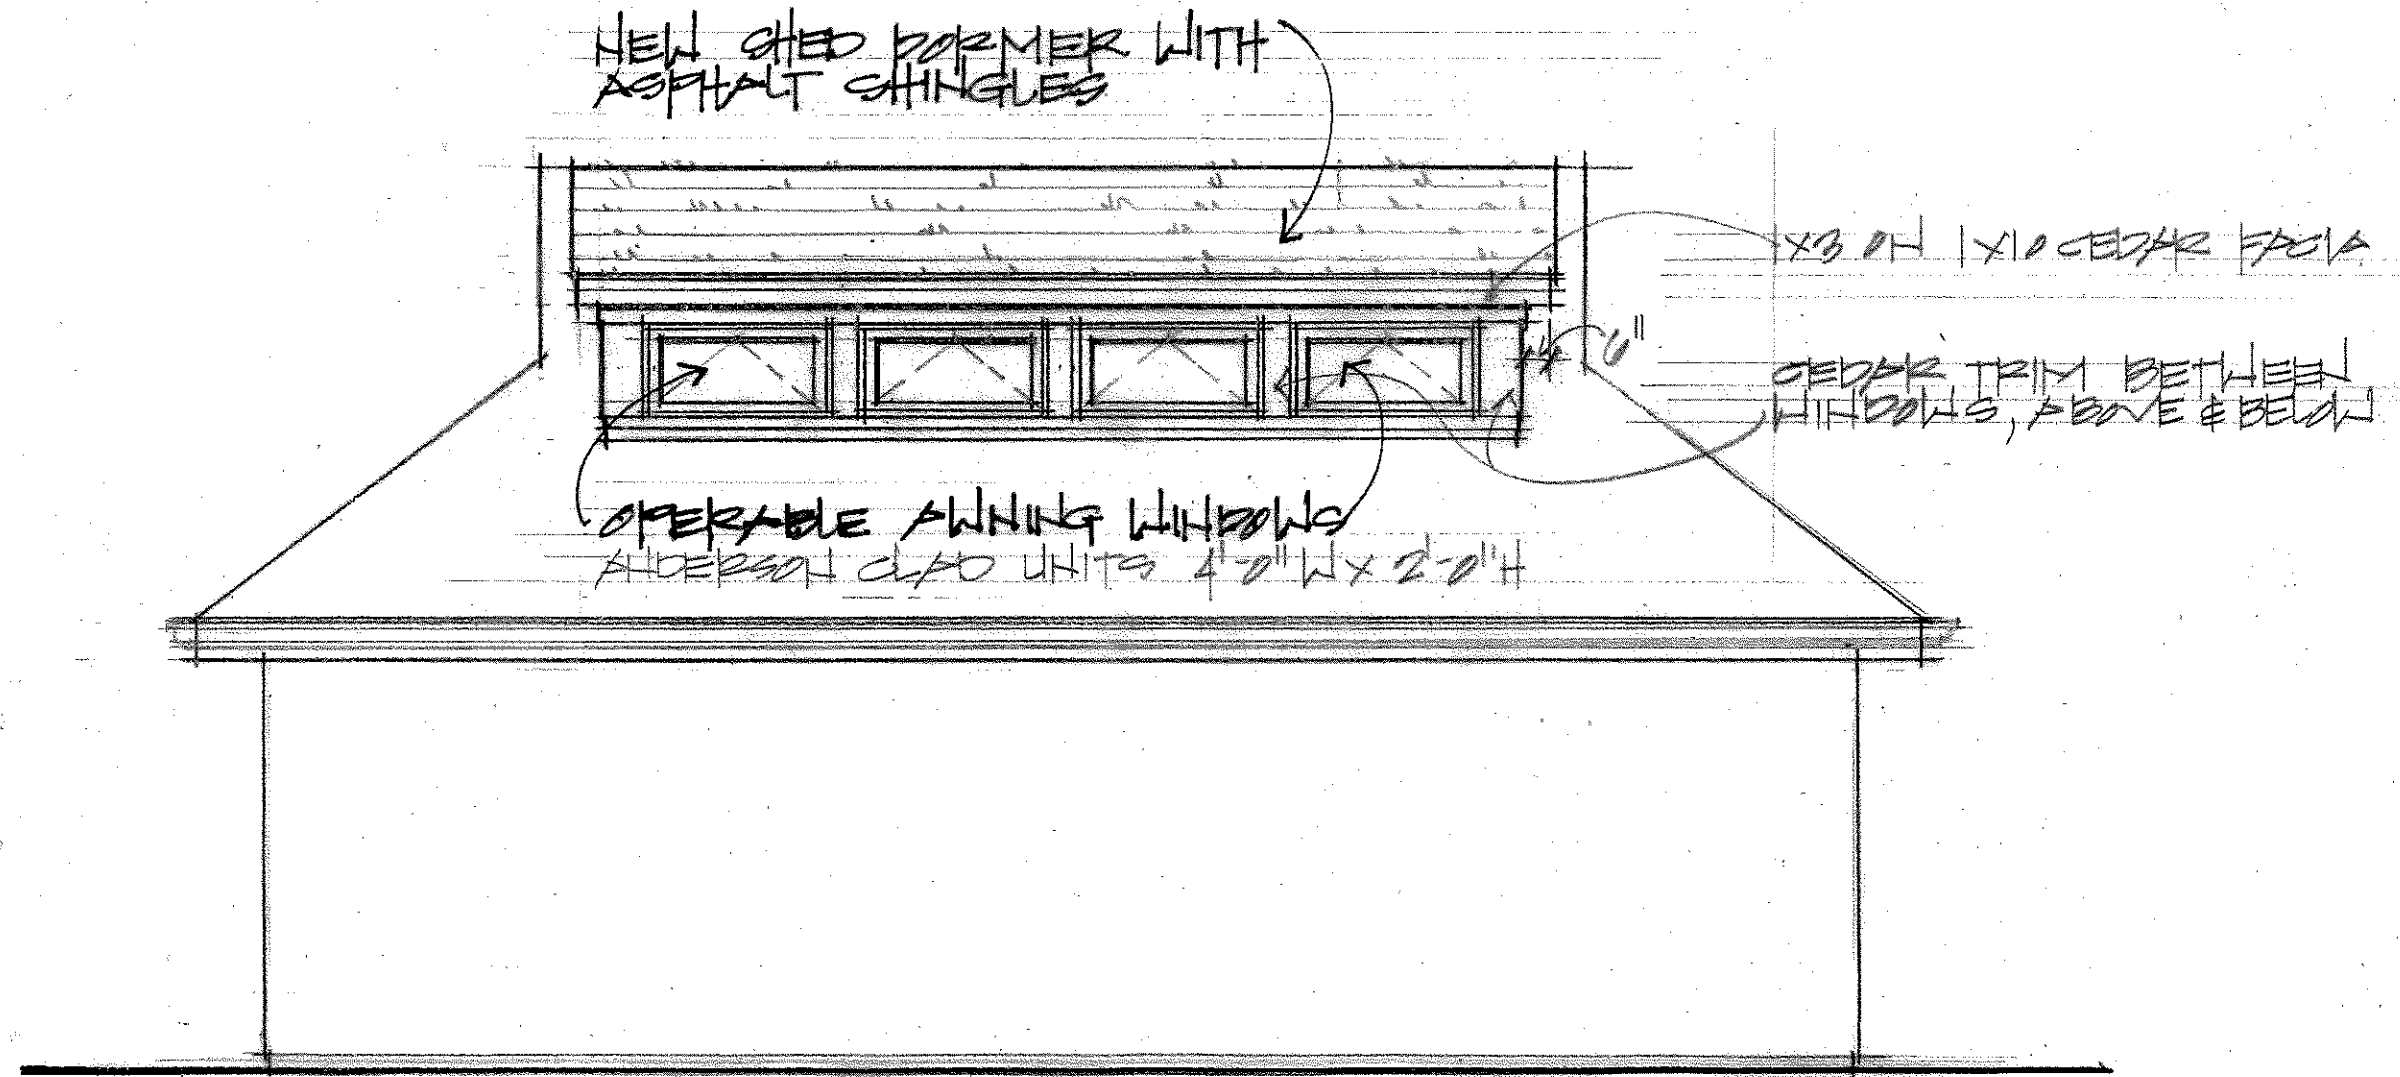 NEW SHED DORMER WITH
ASPHALT SHINGLES
1X3 ON 1X10 CEDAR FACIA
6"
CEDAR TRIM BETWEEN
WINDOWS, ABOVE & BELOW
OPERABLE AWNING WINDOWS
ANDERSON CLAD UNITS 4'-0"W X 2'-0"H